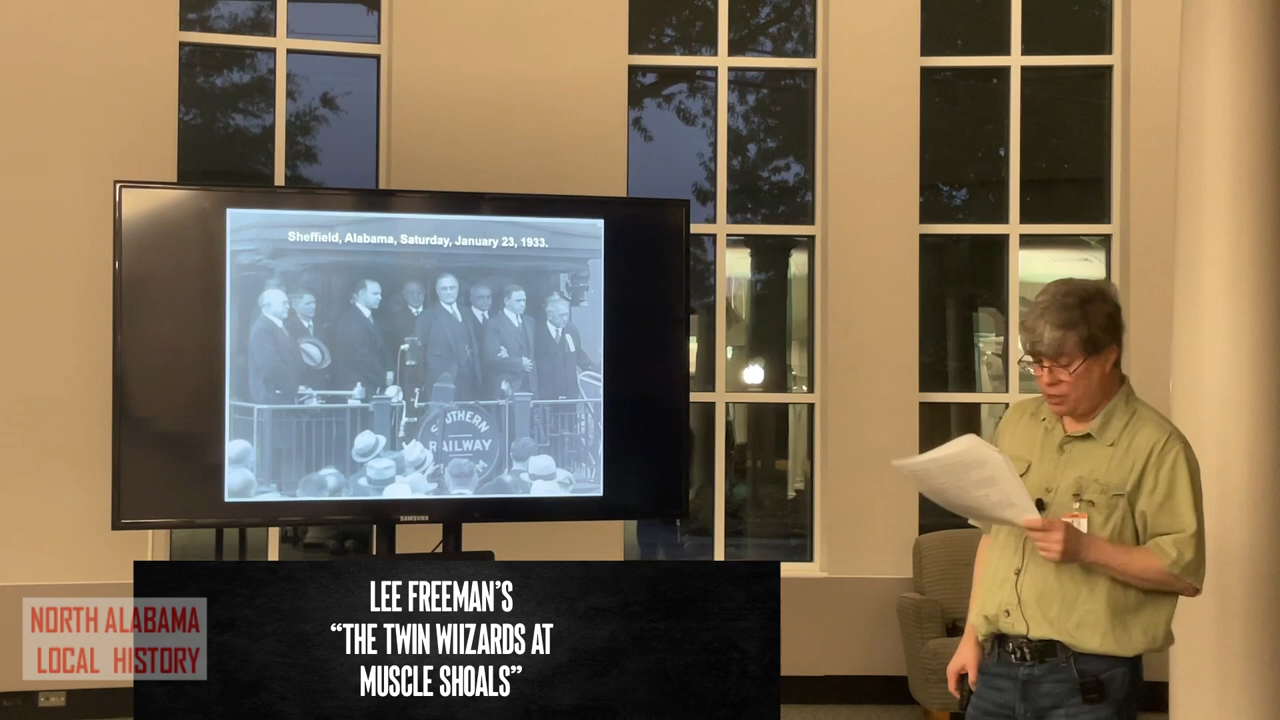 Sheffield, Alabama, Saturday, January 23, 1933.
SOUTHERN
RAILWAY
SAMSUNG
LEE FREEMAN'S
"THE TWIN WIIZARDS AT
MUSCLE SHOALS"
NORTH ALABAMA
LOCAL HISTORY